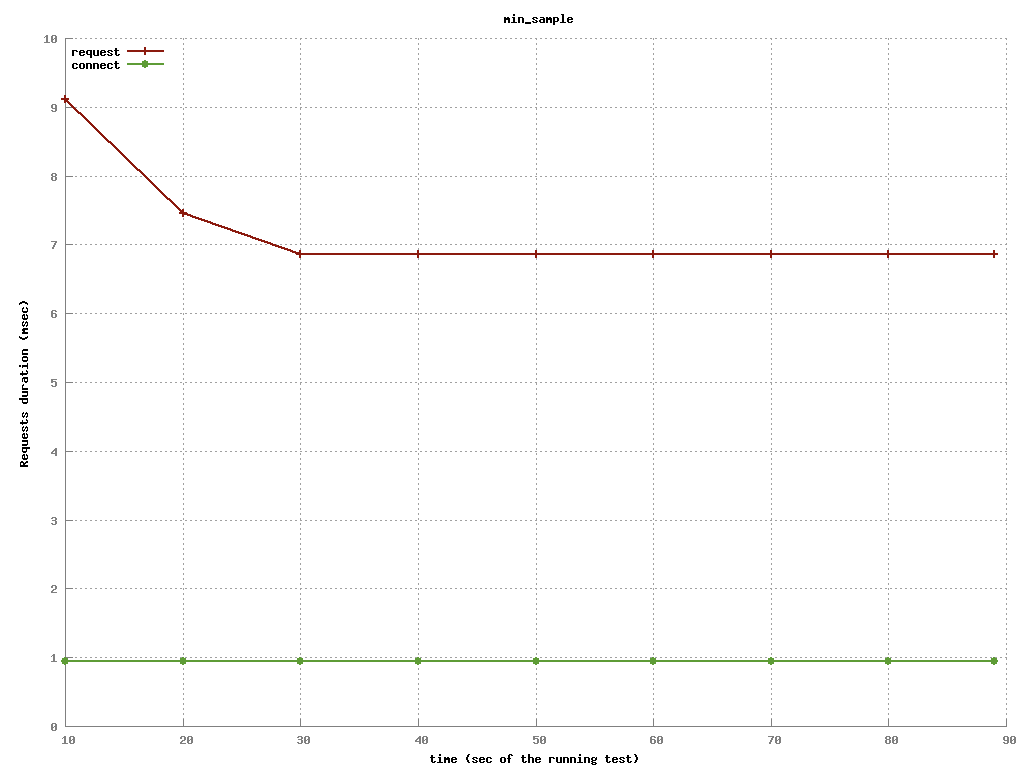 min_sample
request
connect
10
9
8
7
6
5
4
3
2
1
0
Requests duration (msec)
10 20 30 40 50 60 70 80 90
time (sec of the running test)